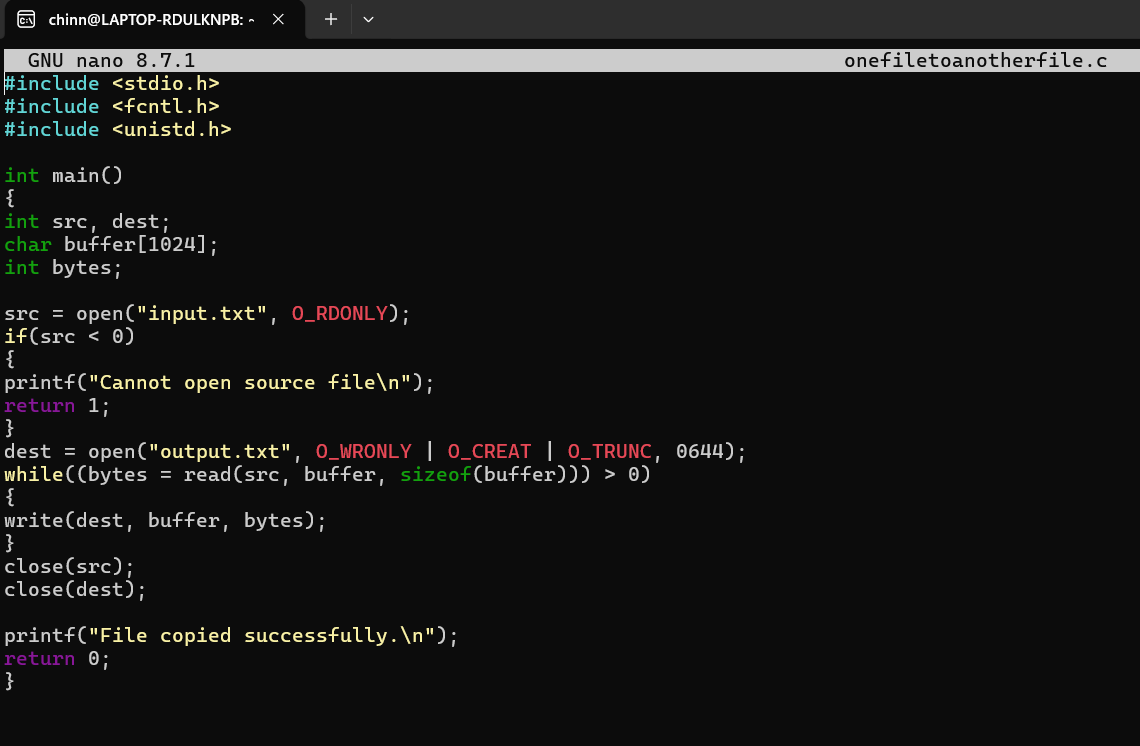 chinn@LAPTOP-RDULKNPB: ~
GNU nano 8.7.1 onefiletoanotherfile.c
#include <stdio.h>
#include <fcntl.h>
#include <unistd.h>
int main()
{
int src, dest;
char buffer[1024];
int bytes;
src = open("input.txt", O_RDONLY);
if(src < 0)
{
printf("Cannot open source file\n");
return 1;
}
dest = open("output.txt", O_WRONLY | O_CREAT | O_TRUNC, 0644);
while((bytes = read(src, buffer, sizeof(buffer))) > 0)
{
write(dest, buffer, bytes);
}
close(src);
close(dest);
printf("File copied successfully.\n");
return 0;
}